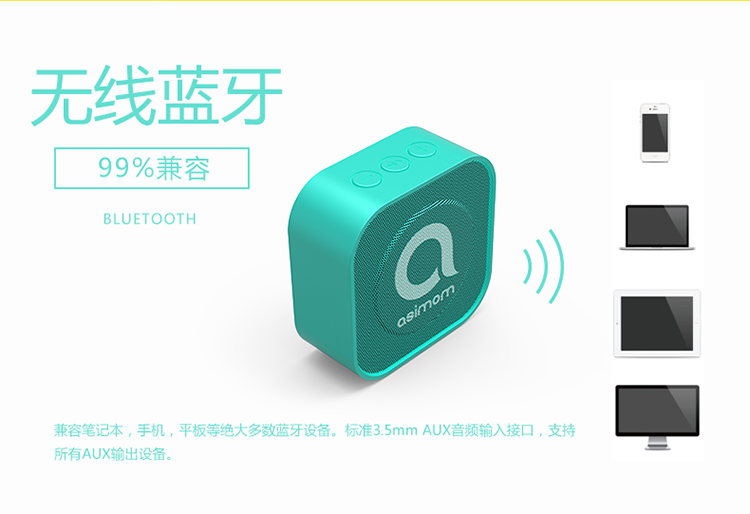 无线蓝牙
99%兼容
BLUETOOTH
a
asimom
兼容笔记本，手机，平板等绝大多数蓝牙设备。标准3.5mm AUX音频输入接口，支持
所有AUX输出设备。